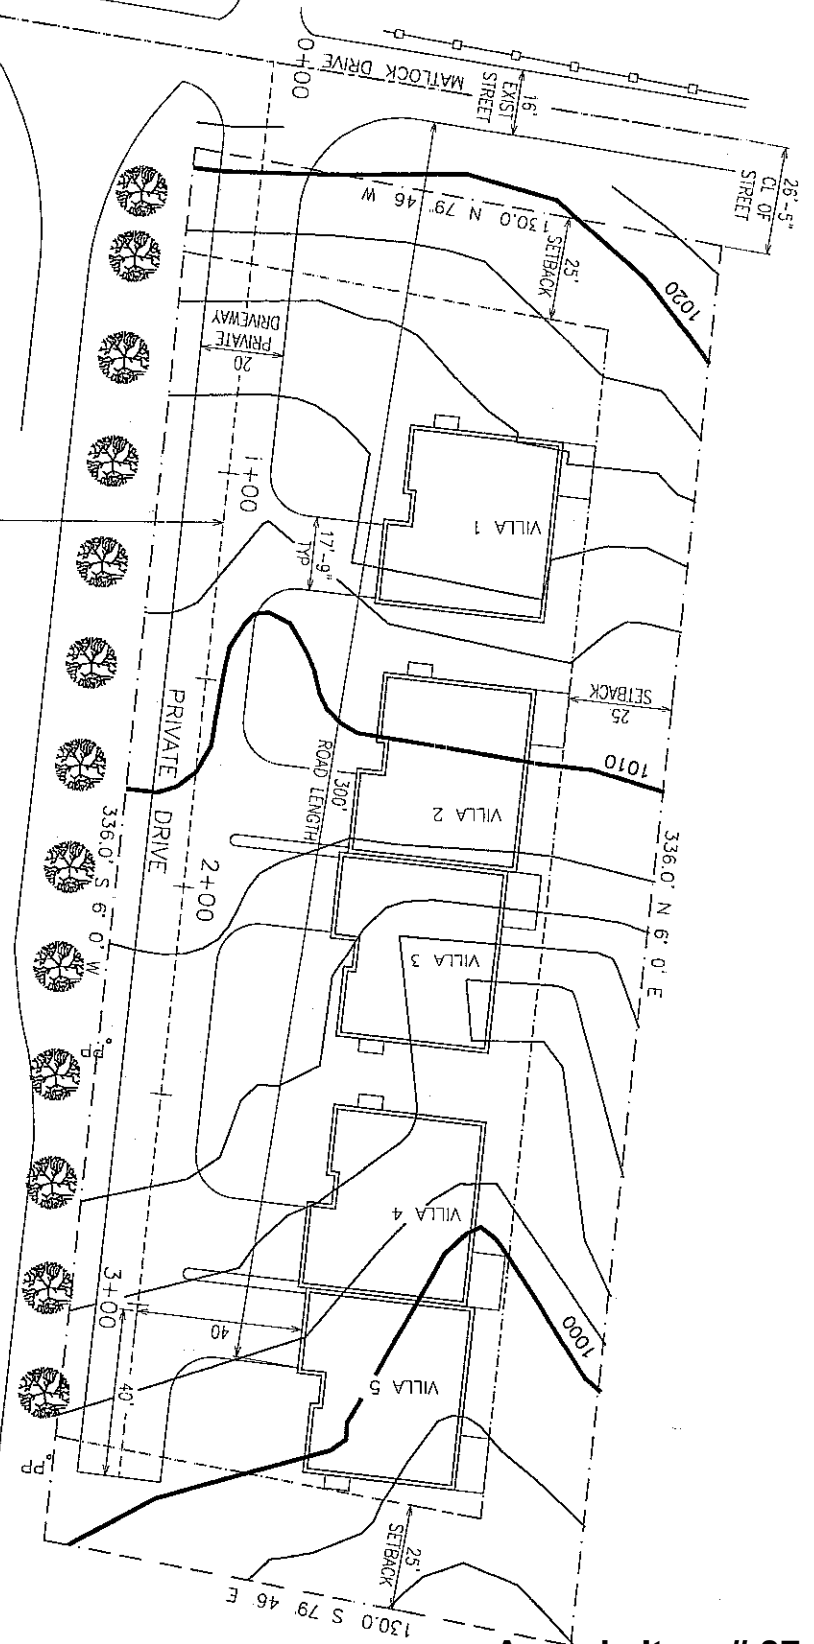 0+00
MATLOCK DRIVE
16'
EXIST
STREET
26'-5"
CL OF
STREET
130.0 N 79° 46 W
25'
SETBACK
1020
20
PRIVATE
DRIVEWAY
1+00
17'-9"
TYP
VILLA 1
25
SETBACK
1010
PRIVATE DRIVE
300'
ROAD LENGTH
VILLA 2
336.0' S 6° 0' W
336.0' N 6° 0' E
2+00
VILLA 3
P.P.
VILLA 4
3+00
40
40'
1000
VILLA 5
P.P.
25'
SETBACK
130.0 S 79° 46 E